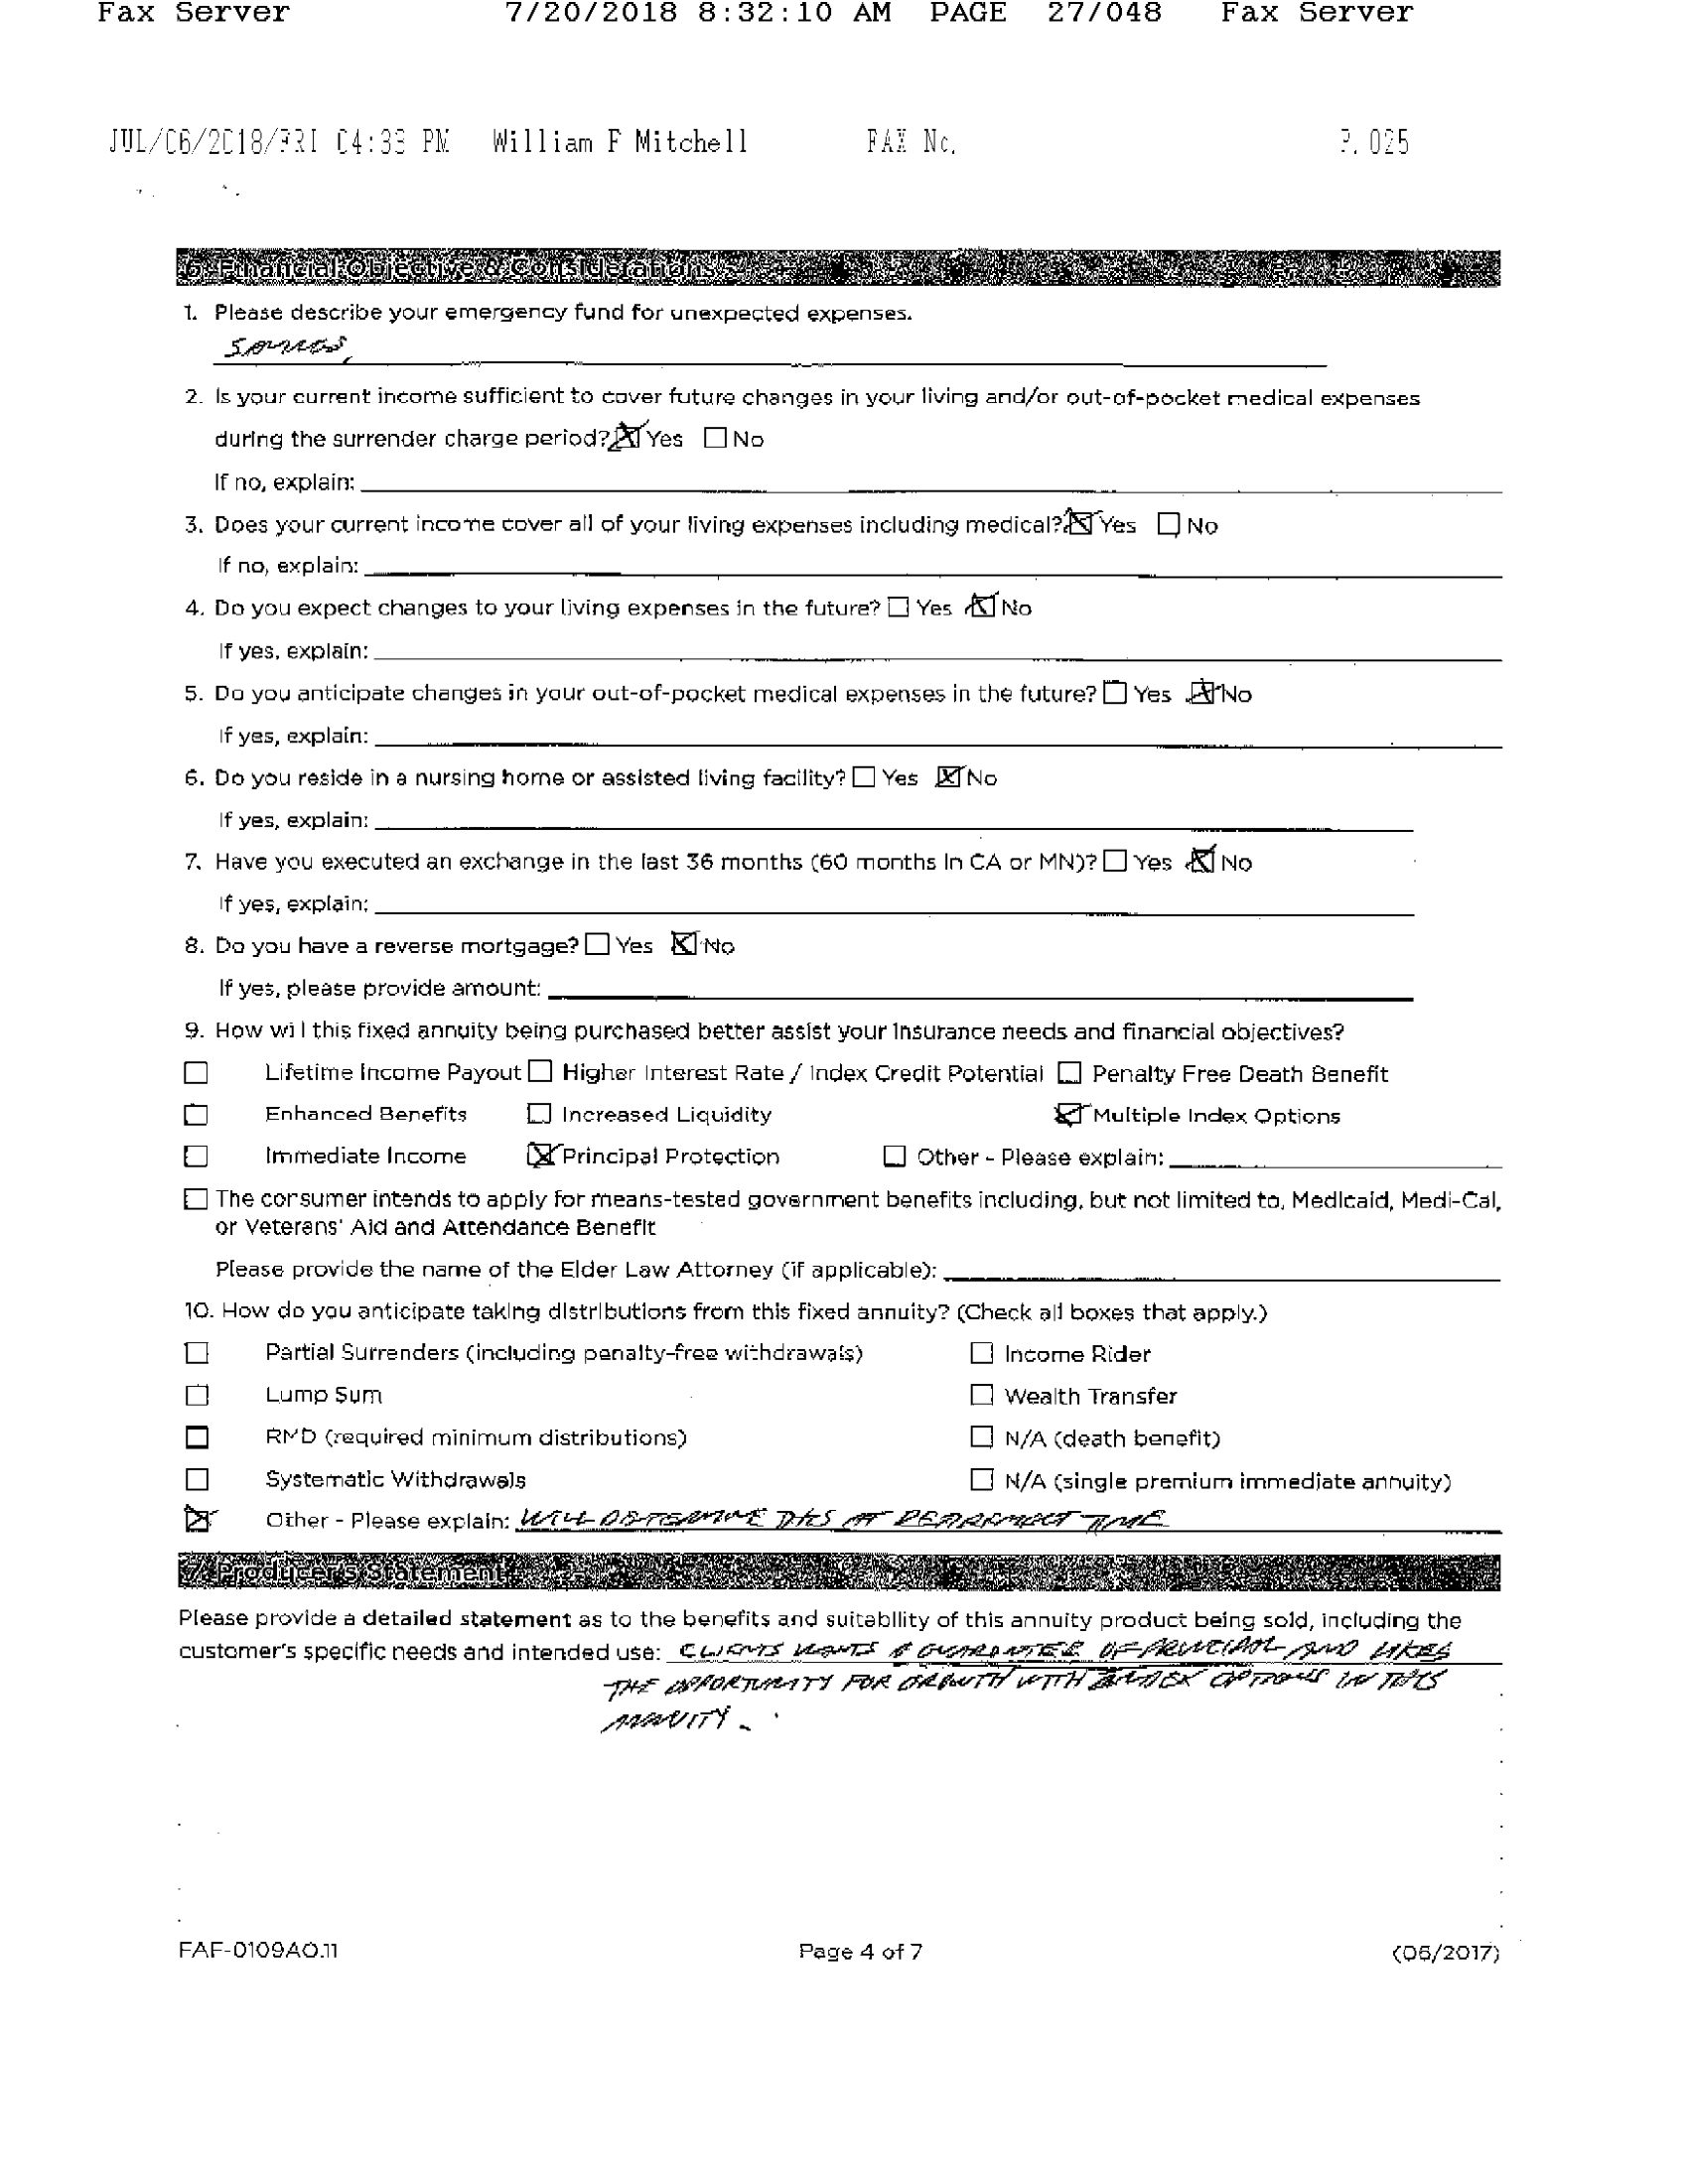 Fax Server 7/20/2018 8:32:10 AM PAGE 27/048 Fax Server
JUL/06/2018/FRI 04:33 PM William F Mitchell FAX No. P. 025
6. Financial Objective & Considerations
1. Please describe your emergency fund for unexpected expenses.
2. Is your current income sufficient to cover future changes in your living and/or out-of-pocket medical expenses
during the surrender charge period? ☒ Yes ☐ No
If no, explain:
3. Does your current income cover all of your living expenses including medical? ☒ Yes ☐ No
If no, explain:
4. Do you expect changes to your living expenses in the future? ☐ Yes ☒ No
If yes, explain:
5. Do you anticipate changes in your out-of-pocket medical expenses in the future? ☐ Yes ☒ No
If yes, explain:
6. Do you reside in a nursing home or assisted living facility? ☐ Yes ☒ No
If yes, explain:
7. Have you executed an exchange in the last 36 months (60 months in CA or MN)? ☐ Yes ☒ No
If yes, explain:
8. Do you have a reverse mortgage? ☐ Yes ☒ No
If yes, please provide amount:
9. How will this fixed annuity being purchased better assist your insurance needs and financial objectives?
☐ Lifetime Income Payout ☐ Higher Interest Rate / Index Credit Potential ☐ Penalty Free Death Benefit
☐ Enhanced Benefits ☐ Increased Liquidity ☒ Multiple Index Options
☐ Immediate Income ☒ Principal Protection ☐ Other - Please explain:
☐ The consumer intends to apply for means-tested government benefits including, but not limited to, Medicaid, Medi-Cal,
or Veterans' Aid and Attendance Benefit
Please provide the name of the Elder Law Attorney (if applicable):
10. How do you anticipate taking distributions from this fixed annuity? (Check all boxes that apply.)
☐ Partial Surrenders (including penalty-free withdrawals) ☐ Income Rider
☐ Lump Sum ☐ Wealth Transfer
☐ RMD (required minimum distributions) ☐ N/A (death benefit)
☐ Systematic Withdrawals ☐ N/A (single premium immediate annuity)
☒ Other - Please explain: WILL DETERMINE THIS AT RETIREMENT TIME
7. Producer's Statement
Please provide a detailed statement as to the benefits and suitability of this annuity product being sold, including the
customer's specific needs and intended use: CLIENTS WANTS A GUARANTEE OF PRINCIPAL AND LIKES
THE OPPORTUNITY FOR GROWTH WITH INDEX OPTIONS IN THIS
ANNUITY.
FAF-0109AO.11 Page 4 of 7 (06/2017)